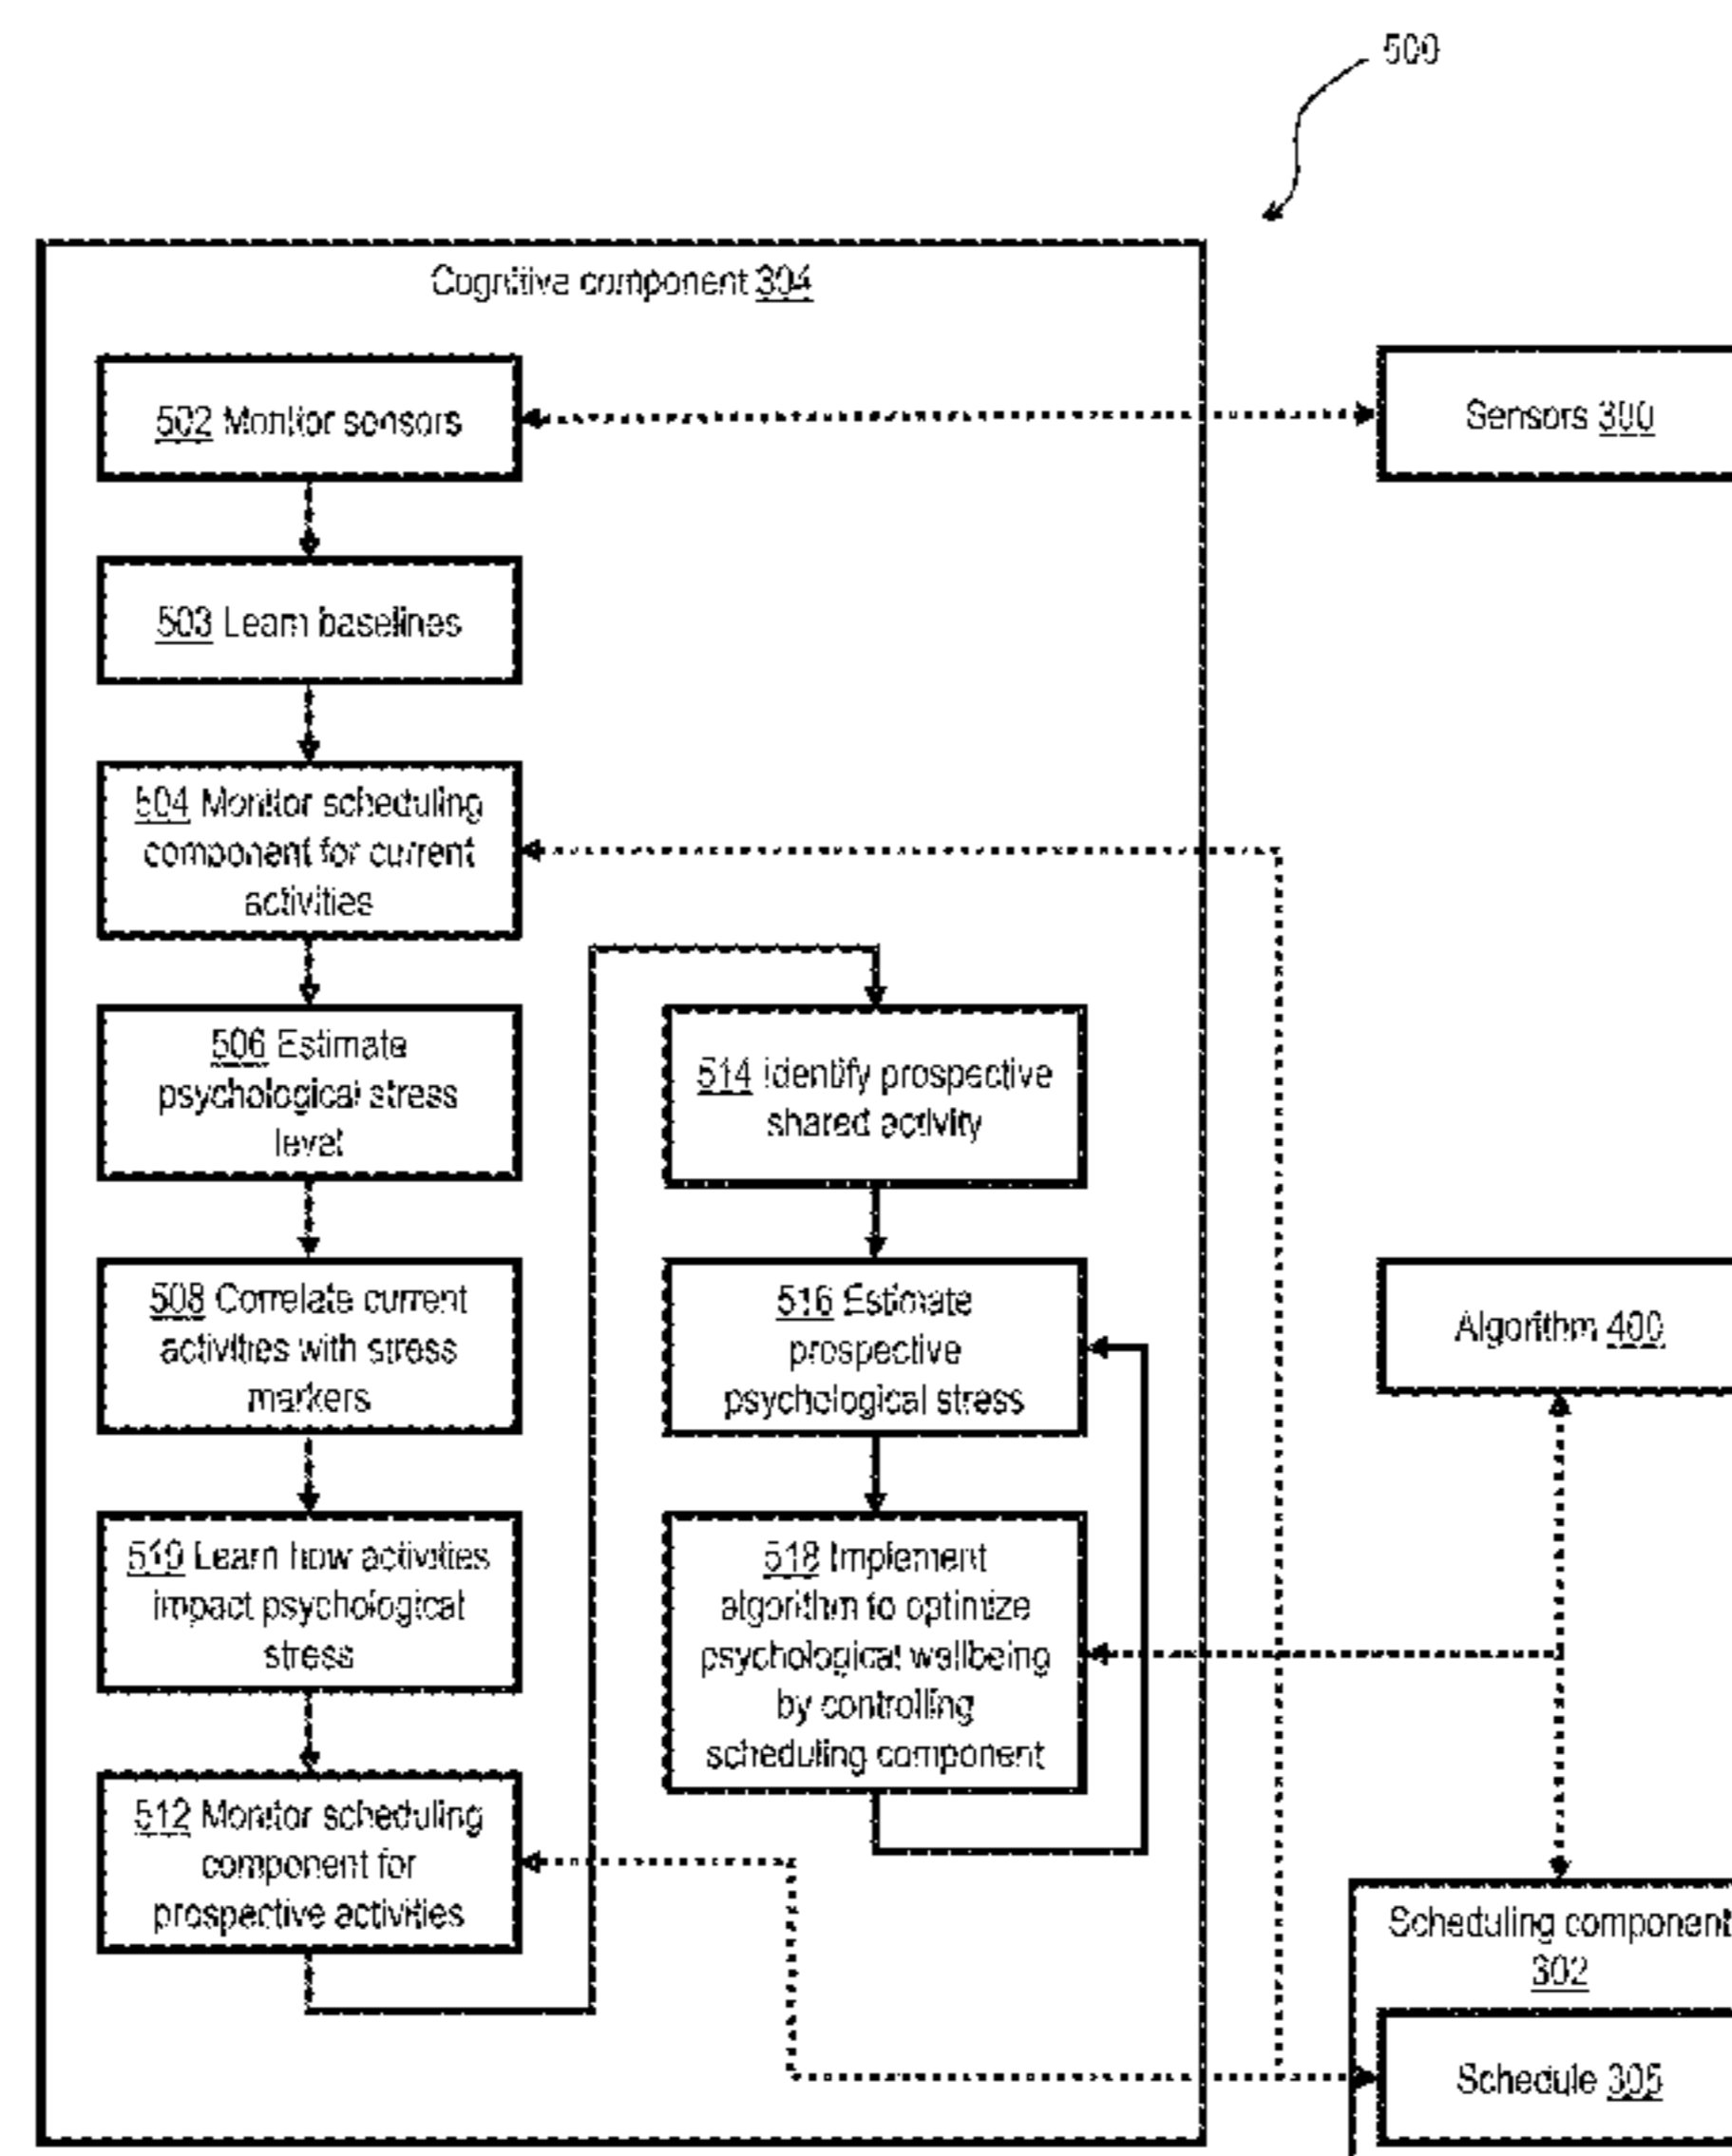 500
Cognitive component 304
502 Monitor sensors
Sensors 300
503 Learn baselines
504 Monitor scheduling
component for current
activities
506 Estimate
psychological stress
level
508 Correlate current
activities with stress
markers
510 Learn how activities
impact psychological
stress
512 Monitor scheduling
component for
prospective activities
514 Identify prospective
shared activity
516 Estimate
prospective
psychological stress
518 Implement
algorithm to optimize
psychological wellbeing
by controlling
scheduling component
Algorithm 400
Scheduling component
302
Schedule 305